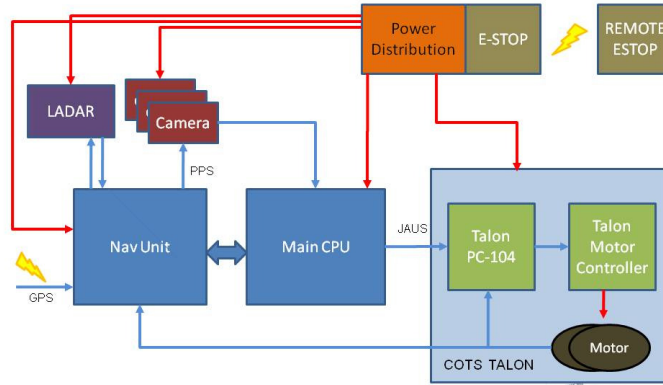 Power
Distribution
E-STOP
REMOTE
ESTOP
LADAR
Camera
PPS
Nav Unit
Main CPU
JAUS
Talon
PC-104
Talon
Motor
Controller
GPS
Motor
COTS TALON